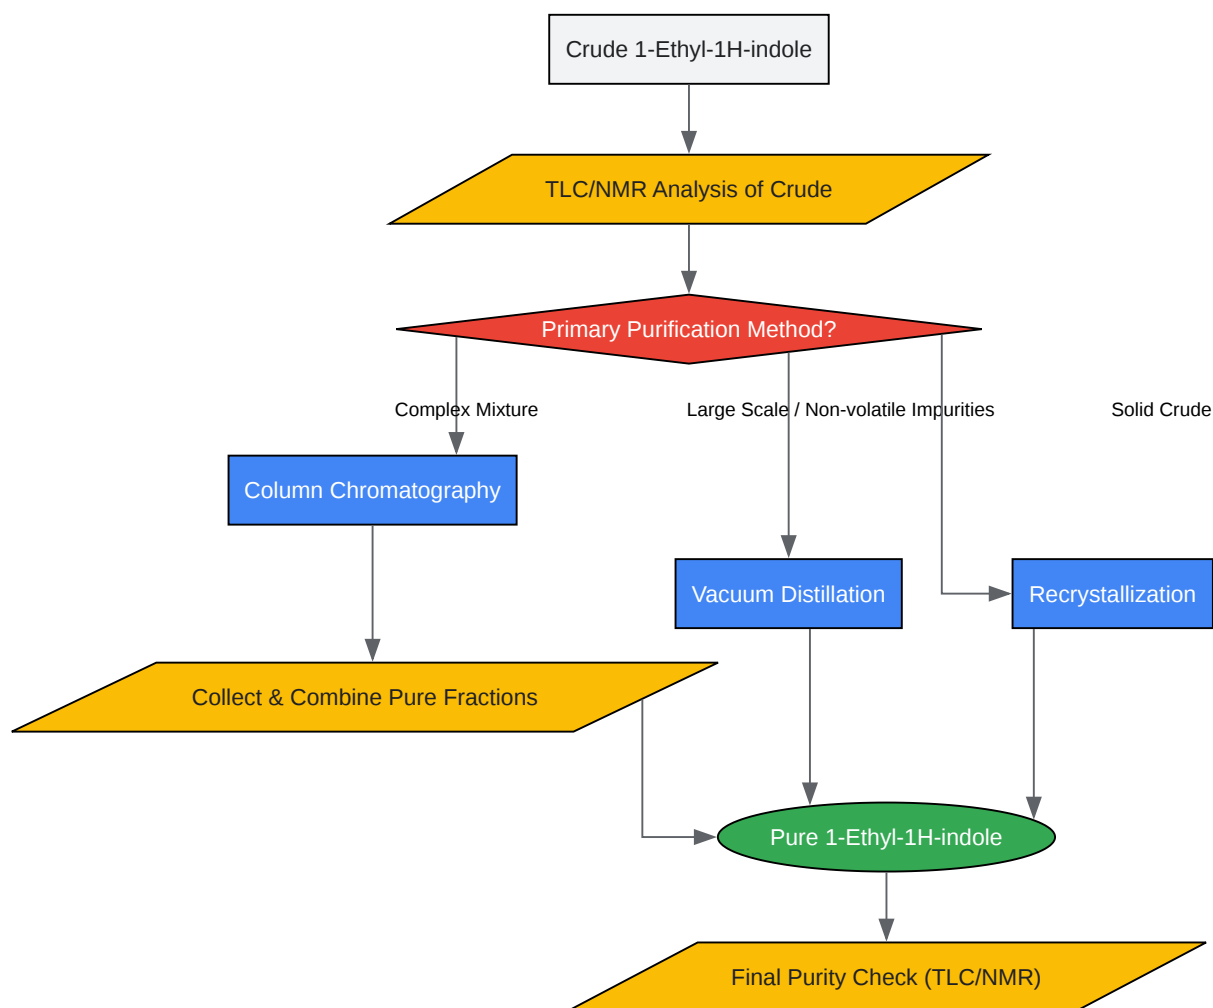 Crude 1-Ethyl-1H-indole
TLC/NMR Analysis of Crude
Primary Purification Method?
Complex Mixture
Large Scale / Non-volatile Impurities
Solid Crude
Column Chromatography
Vacuum Distillation
Recrystallization
Collect & Combine Pure Fractions
Pure 1-Ethyl-1H-indole
Final Purity Check (TLC/NMR)